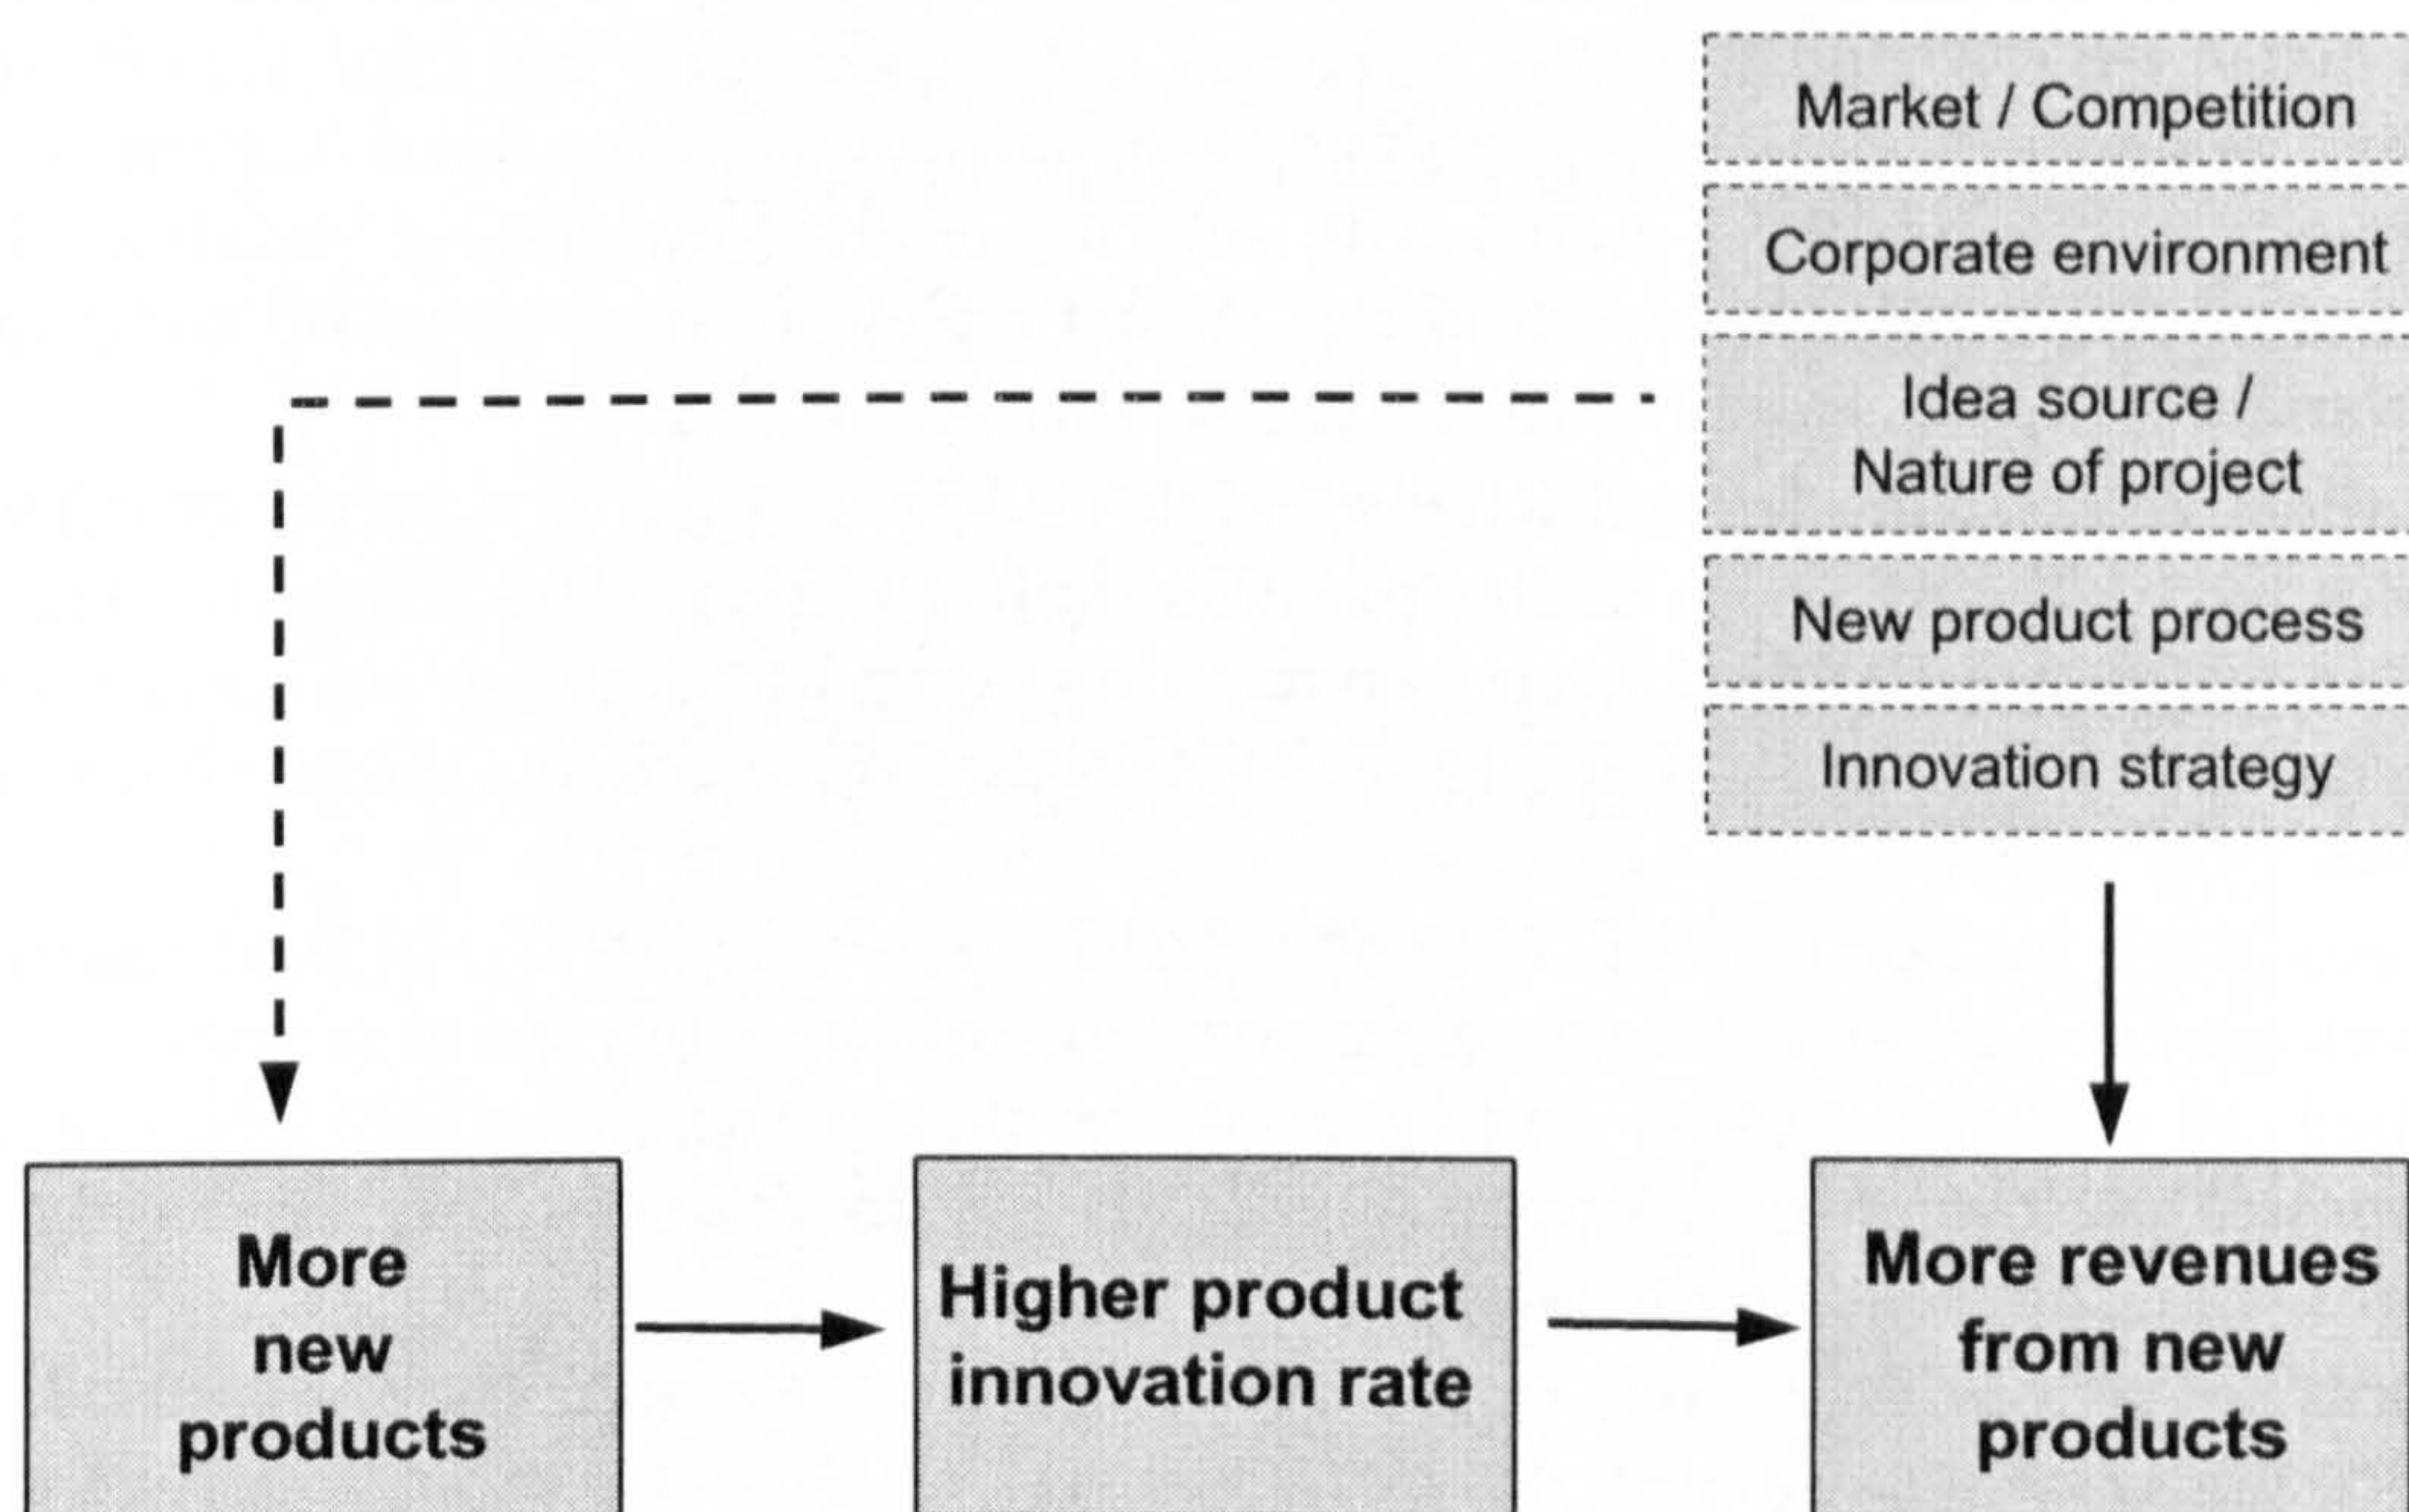 Market / Competition
Corporate environment
Idea source /
Nature of project
New product process
Innovation strategy
More
new
products
Higher product
innovation rate
More revenues
from new
products